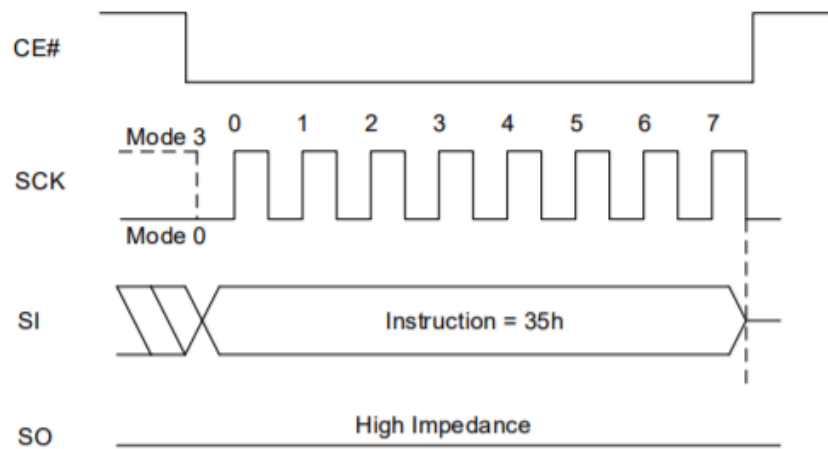 CE#
Mode 3
0 1 2 3 4 5 6 7
SCK
Mode 0
SI
Instruction = 35h
SO
High Impedance